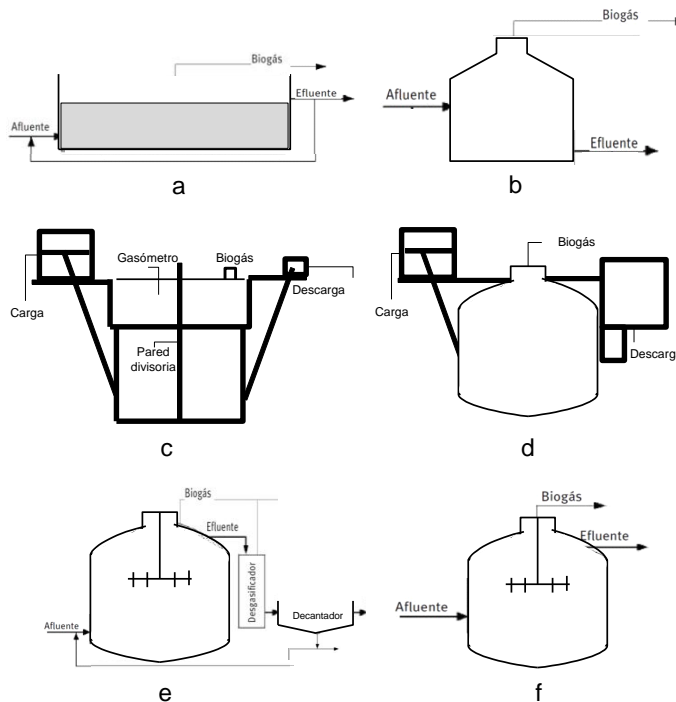 Biogás
Afluente
Efluente
a
Biogás
Afluente
Efluente
b
Carga
Gasómetro
Biogás
Descarga
Pared
divisoria
c
Biogás
Carga
Descarg
d
Biogás
Efluente
Desgasificador
Decantador
Afluente
e
Biogás
Efluente
Afluente
f